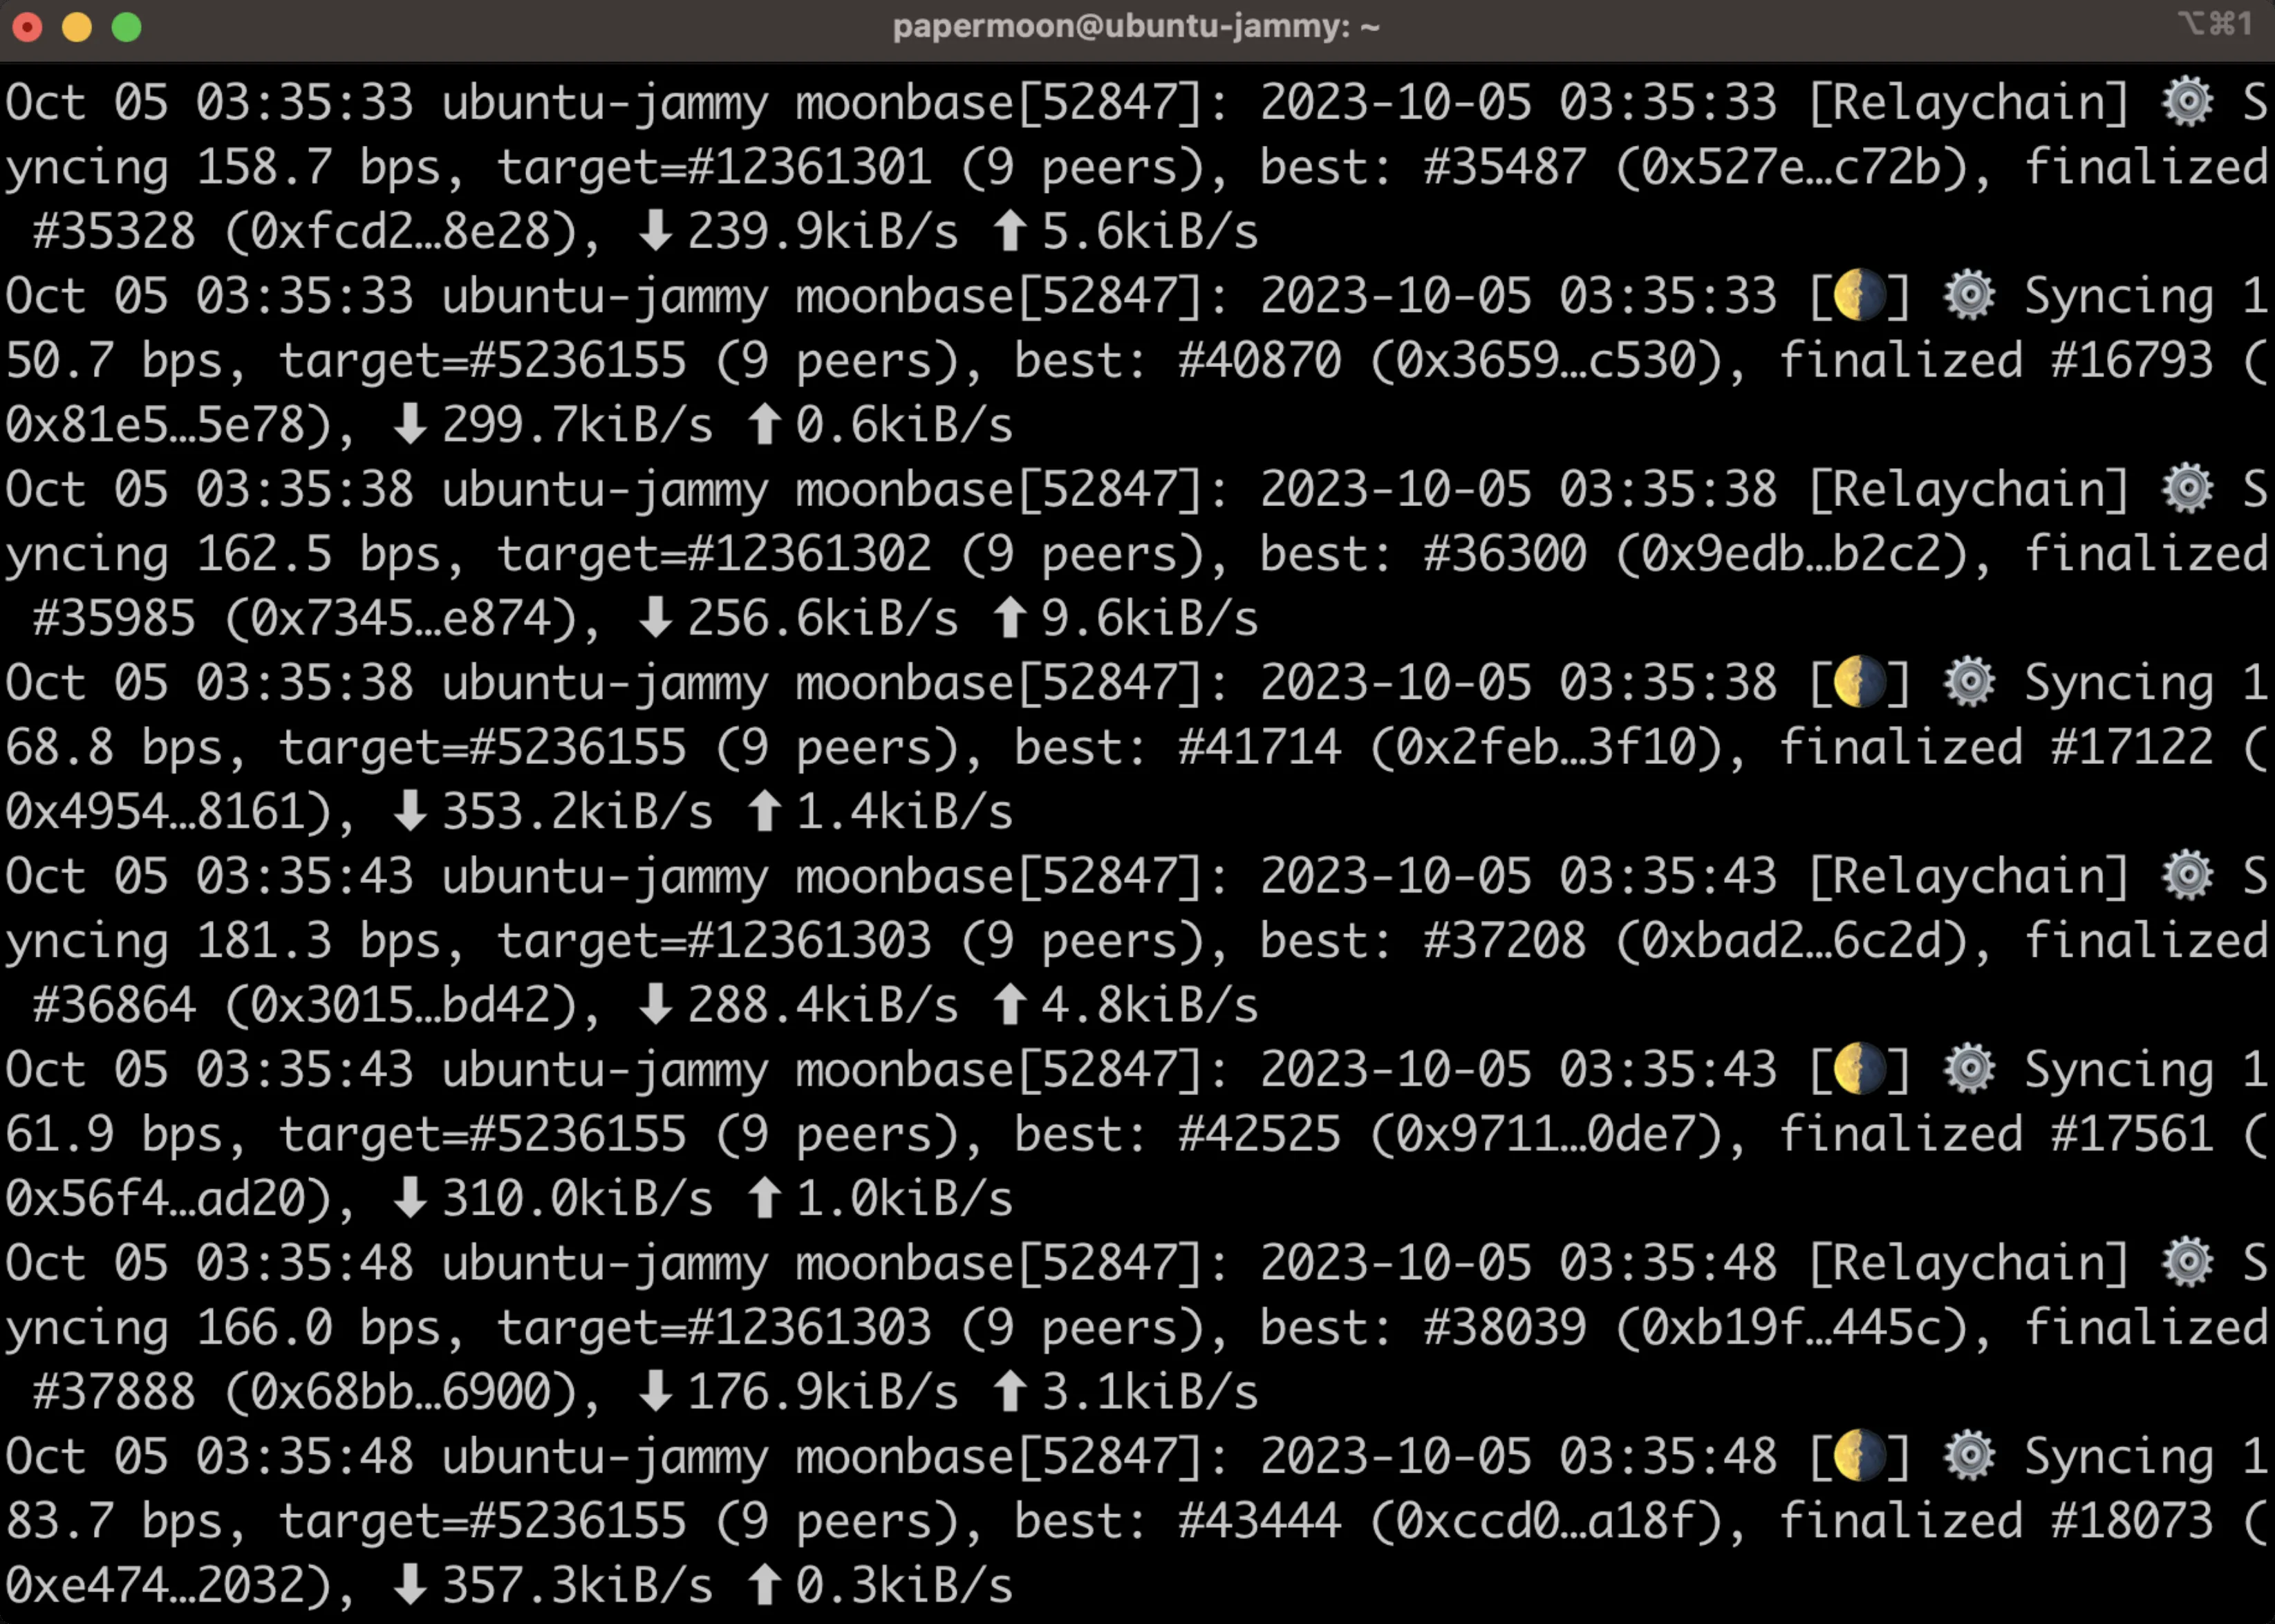 papermoon@ubuntu-jammy: ~
⌥⌘1
Oct 05 03:35:33 ubuntu-jammy moonbase[52847]: 2023-10-05 03:35:33 [Relaychain] ⚙️ S
yncing 158.7 bps, target=#12361301 (9 peers), best: #35487 (0x527e…c72b), finalized
 #35328 (0xfcd2…8e28), ⬇ 239.9kiB/s ⬆ 5.6kiB/s
Oct 05 03:35:33 ubuntu-jammy moonbase[52847]: 2023-10-05 03:35:33 [🌗] ⚙️ Syncing 1
50.7 bps, target=#5236155 (9 peers), best: #40870 (0x3659…c530), finalized #16793 (
0x81e5…5e78), ⬇ 299.7kiB/s ⬆ 0.6kiB/s
Oct 05 03:35:38 ubuntu-jammy moonbase[52847]: 2023-10-05 03:35:38 [Relaychain] ⚙️ S
yncing 162.5 bps, target=#12361302 (9 peers), best: #36300 (0x9edb…b2c2), finalized
 #35985 (0x7345…e874), ⬇ 256.6kiB/s ⬆ 9.6kiB/s
Oct 05 03:35:38 ubuntu-jammy moonbase[52847]: 2023-10-05 03:35:38 [🌗] ⚙️ Syncing 1
68.8 bps, target=#5236155 (9 peers), best: #41714 (0x2feb…3f10), finalized #17122 (
0x4954…8161), ⬇ 353.2kiB/s ⬆ 1.4kiB/s
Oct 05 03:35:43 ubuntu-jammy moonbase[52847]: 2023-10-05 03:35:43 [Relaychain] ⚙️ S
yncing 181.3 bps, target=#12361303 (9 peers), best: #37208 (0xbad2…6c2d), finalized
 #36864 (0x3015…bd42), ⬇ 288.4kiB/s ⬆ 4.8kiB/s
Oct 05 03:35:43 ubuntu-jammy moonbase[52847]: 2023-10-05 03:35:43 [🌗] ⚙️ Syncing 1
61.9 bps, target=#5236155 (9 peers), best: #42525 (0x9711…0de7), finalized #17561 (
0x56f4…ad20), ⬇ 310.0kiB/s ⬆ 1.0kiB/s
Oct 05 03:35:48 ubuntu-jammy moonbase[52847]: 2023-10-05 03:35:48 [Relaychain] ⚙️ S
yncing 166.0 bps, target=#12361303 (9 peers), best: #38039 (0xb19f…445c), finalized
 #37888 (0x68bb…6900), ⬇ 176.9kiB/s ⬆ 3.1kiB/s
Oct 05 03:35:48 ubuntu-jammy moonbase[52847]: 2023-10-05 03:35:48 [🌗] ⚙️ Syncing 1
83.7 bps, target=#5236155 (9 peers), best: #43444 (0xccd0…a18f), finalized #18073 (
0xe474…2032), ⬇ 357.3kiB/s ⬆ 0.3kiB/s